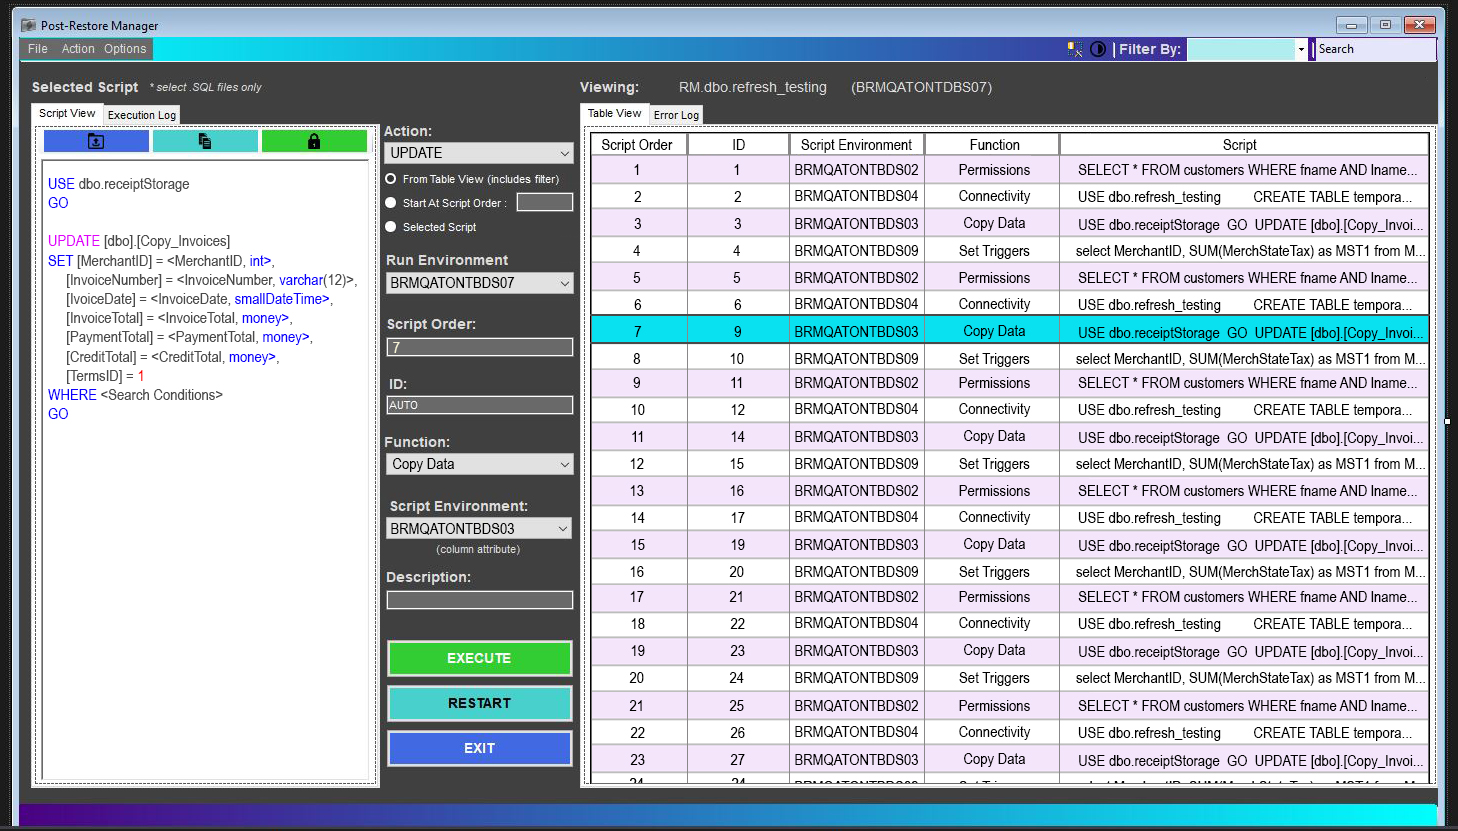 Post-Restore Manager
File Action Options
Filter By:
Search
Selected Script * select .SQL files only
Script View Execution Log
USE dbo.receiptStorage
GO
UPDATE [dbo].[Copy_Invoices]
SET [MerchantID] = <MerchantID, int>,
[InvoiceNumber] = <InvoiceNumber, varchar(12)>,
[IvoiceDate] = <InvoiceDate, smallDateTime>,
[InvoiceTotal] = <InvoiceTotal, money>,
[PaymentTotal] = <PaymentTotal, money>,
[CreditTotal] = <CreditTotal, money>,
[TermsID] = 1
WHERE <Search Conditions>
GO
Action:
UPDATE
From Table View (includes filter)
Start At Script Order :
Selected Script
Run Environment
BRMQATONTBDS07
Script Order:
7
ID:
AUTO
Function:
Copy Data
Script Environment:
BRMQATONTBDS03
(column attribute)
Description:
EXECUTE
RESTART
EXIT
Viewing: RM.dbo.refresh_testing (BRMQATONTDBS07)
Table View Error Log
Script Order ID Script Environment Function Script
1 1 BRMQATONTBDS02 Permissions SELECT * FROM customers WHERE fname AND lname...
2 2 BRMQATONTBDS04 Connectivity USE dbo.refresh_testing CREATE TABLE tempora...
3 3 BRMQATONTBDS03 Copy Data USE dbo.receiptStorage GO UPDATE [dbo].[Copy_Invoi...
4 4 BRMQATONTBDS09 Set Triggers select MerchantID, SUM(MerchStateTax) as MST1 from M...
5 5 BRMQATONTBDS02 Permissions SELECT * FROM customers WHERE fname AND lname...
6 6 BRMQATONTBDS04 Connectivity USE dbo.refresh_testing CREATE TABLE tempora...
7 9 BRMQATONTBDS03 Copy Data USE dbo.receiptStorage GO UPDATE [dbo].[Copy_Invoi...
8 10 BRMQATONTBDS09 Set Triggers select MerchantID, SUM(MerchStateTax) as MST1 from M...
9 11 BRMQATONTBDS02 Permissions SELECT * FROM customers WHERE fname AND lname...
10 12 BRMQATONTBDS04 Connectivity USE dbo.refresh_testing CREATE TABLE tempora...
11 14 BRMQATONTBDS03 Copy Data USE dbo.receiptStorage GO UPDATE [dbo].[Copy_Invoi...
12 15 BRMQATONTBDS09 Set Triggers select MerchantID, SUM(MerchStateTax) as MST1 from M...
13 16 BRMQATONTBDS02 Permissions SELECT * FROM customers WHERE fname AND lname...
14 17 BRMQATONTBDS04 Connectivity USE dbo.refresh_testing CREATE TABLE tempora...
15 19 BRMQATONTBDS03 Copy Data USE dbo.receiptStorage GO UPDATE [dbo].[Copy_Invoi...
16 20 BRMQATONTBDS09 Set Triggers select MerchantID, SUM(MerchStateTax) as MST1 from M...
17 21 BRMQATONTBDS02 Permissions SELECT * FROM customers WHERE fname AND lname...
18 22 BRMQATONTBDS04 Connectivity USE dbo.refresh_testing CREATE TABLE tempora...
19 23 BRMQATONTBDS03 Copy Data USE dbo.receiptStorage GO UPDATE [dbo].[Copy_Invoi...
20 24 BRMQATONTBDS09 Set Triggers select MerchantID, SUM(MerchStateTax) as MST1 from M...
21 25 BRMQATONTBDS02 Permissions SELECT * FROM customers WHERE fname AND lname...
22 26 BRMQATONTBDS04 Connectivity USE dbo.refresh_testing CREATE TABLE tempora...
23 27 BRMQATONTBDS03 Copy Data USE dbo.receiptStorage GO UPDATE [dbo].[Copy_Invoi...